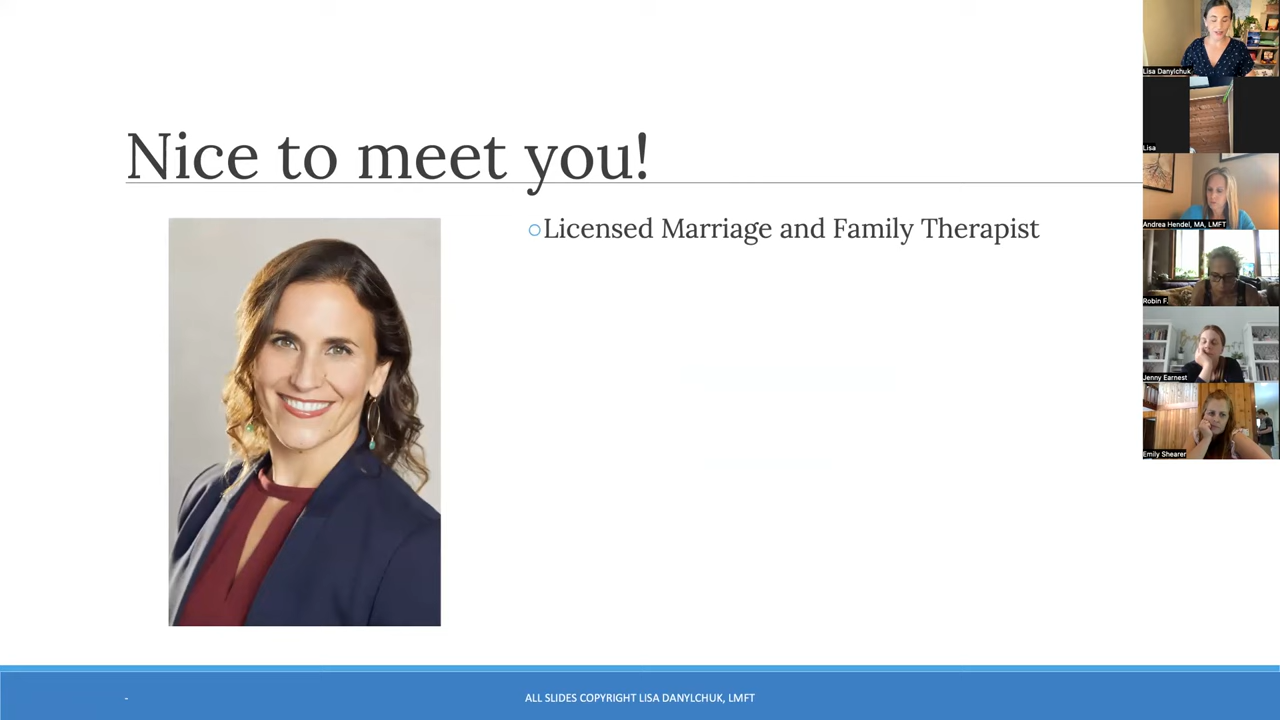 Nice to meet you!
Licensed Marriage and Family Therapist
Lisa Danylchuk
Lisa
Andrea Hendel, MA, LMFT
Robin F.
Jenny Earnest
Emily Shearer
-
ALL SLIDES COPYRIGHT LISA DANYLCHUK, LMFT